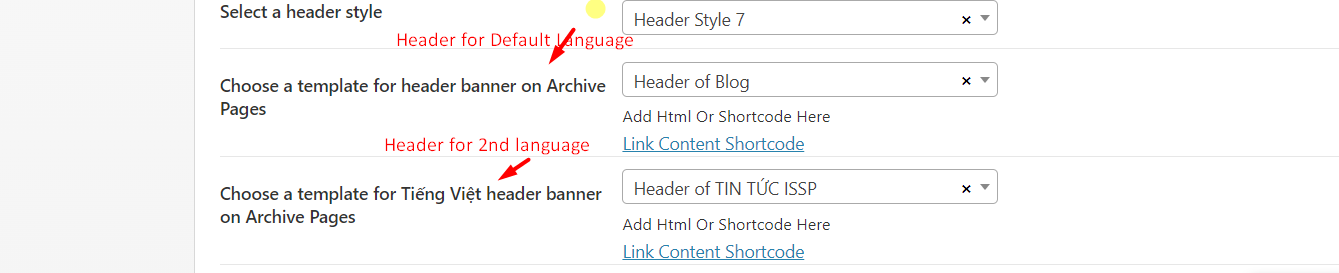 Select a header style
Header Style 7
×
Header for Default Language
Choose a template for header banner on Archive
Pages
Header of Blog
×
Add Html Or Shortcode Here
Link Content Shortcode
Header for 2nd language
Choose a template for Tiếng Việt header banner
on Archive Pages
Header of TIN TỨC ISSP
×
Add Html Or Shortcode Here
Link Content Shortcode